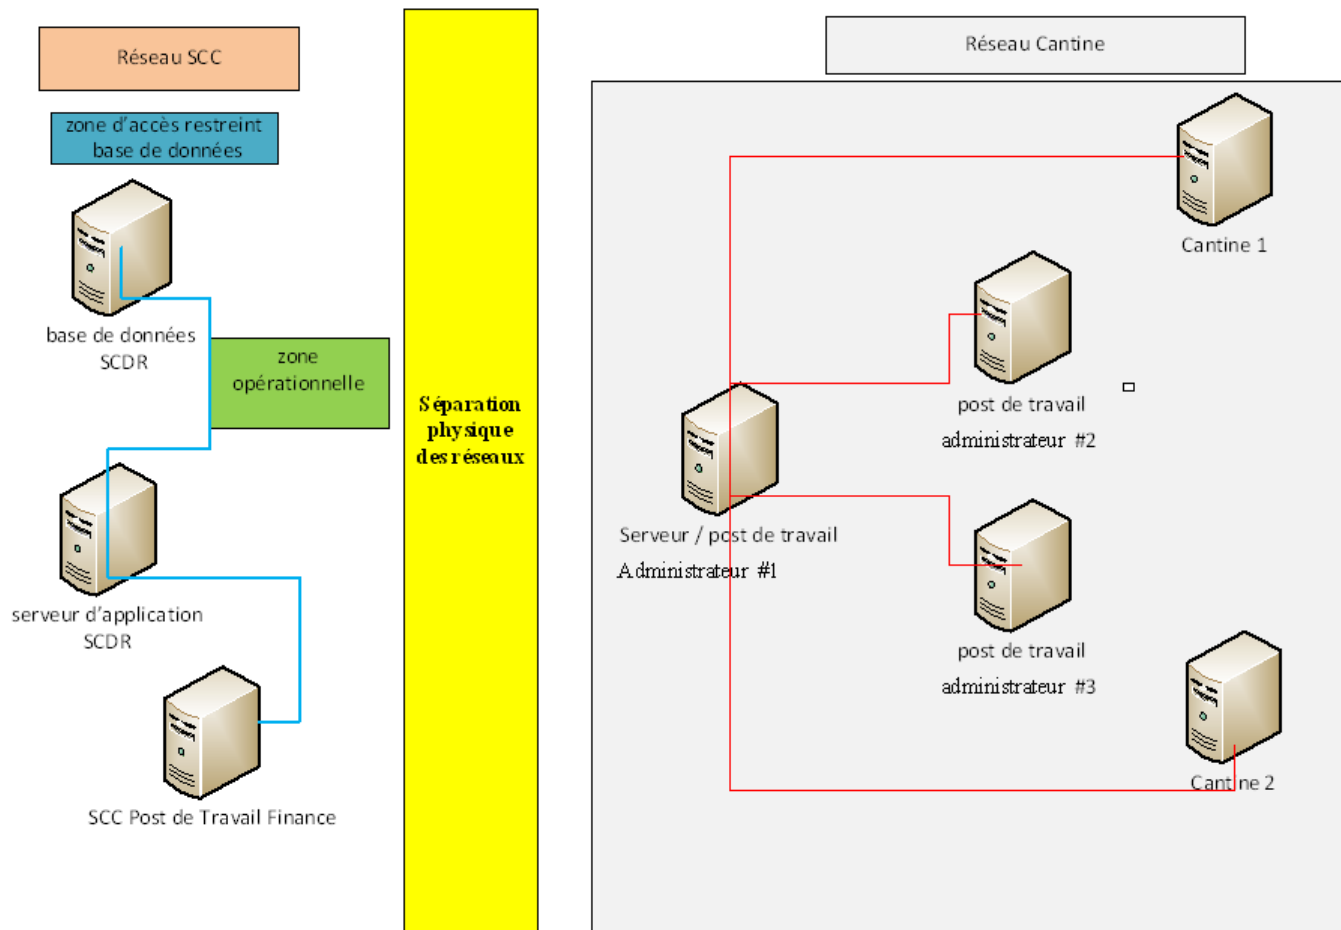 Réseau SCC
zone d'accès restreint
base de données
base de données
SCDR
zone
opérationnelle
serveur d'application
SCDR
SCC Post de Travail Finance
Séparation
physique
des réseaux
Réseau Cantine
Cantine 1
post de travail
administrateur #2
Serveur / post de travail
Administrateur #1
post de travail
administrateur #3
Cantine 2